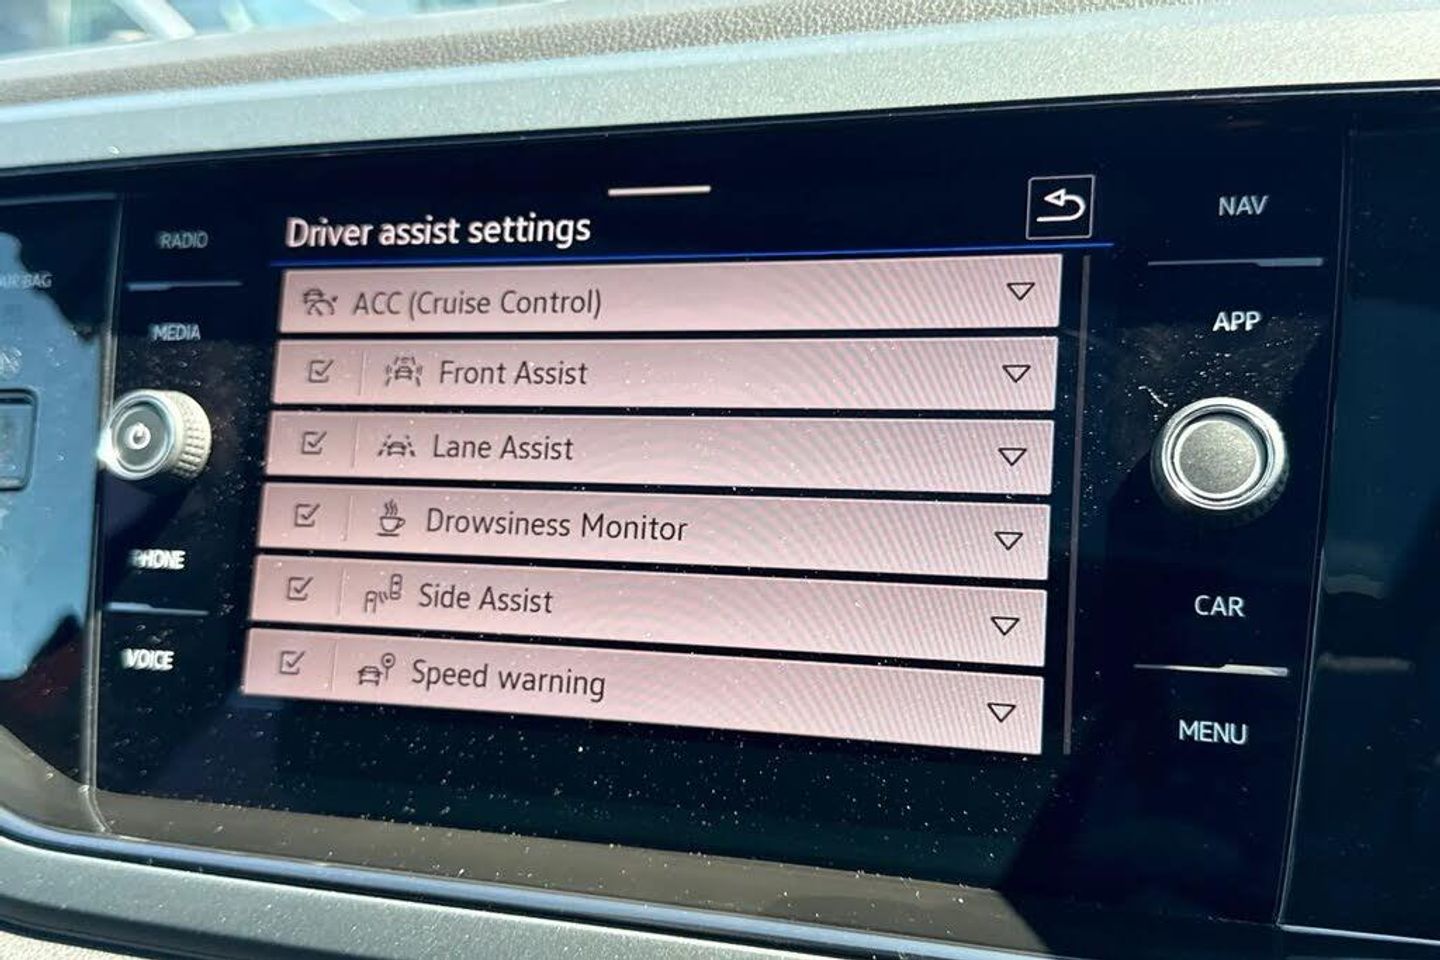 RADIO
MEDIA
PHONE
VOICE
Driver assist settings
ACC (Cruise Control)
Front Assist
Lane Assist
Drowsiness Monitor
Side Assist
Speed warning
NAV
APP
CAR
MENU